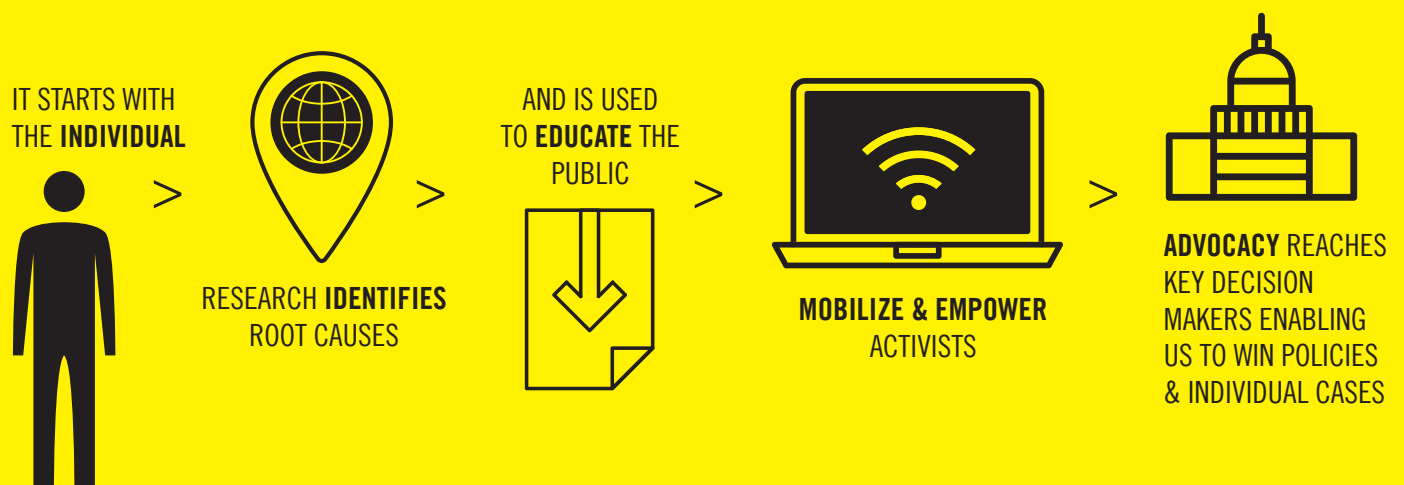 IT STARTS WITH
THE INDIVIDUAL
>
RESEARCH IDENTIFIES
ROOT CAUSES
>
AND IS USED
TO EDUCATE THE
PUBLIC
>
MOBILIZE & EMPOWER
ACTIVISTS
>
ADVOCACY REACHES
KEY DECISION
MAKERS ENABLING
US TO WIN POLICIES
& INDIVIDUAL CASES